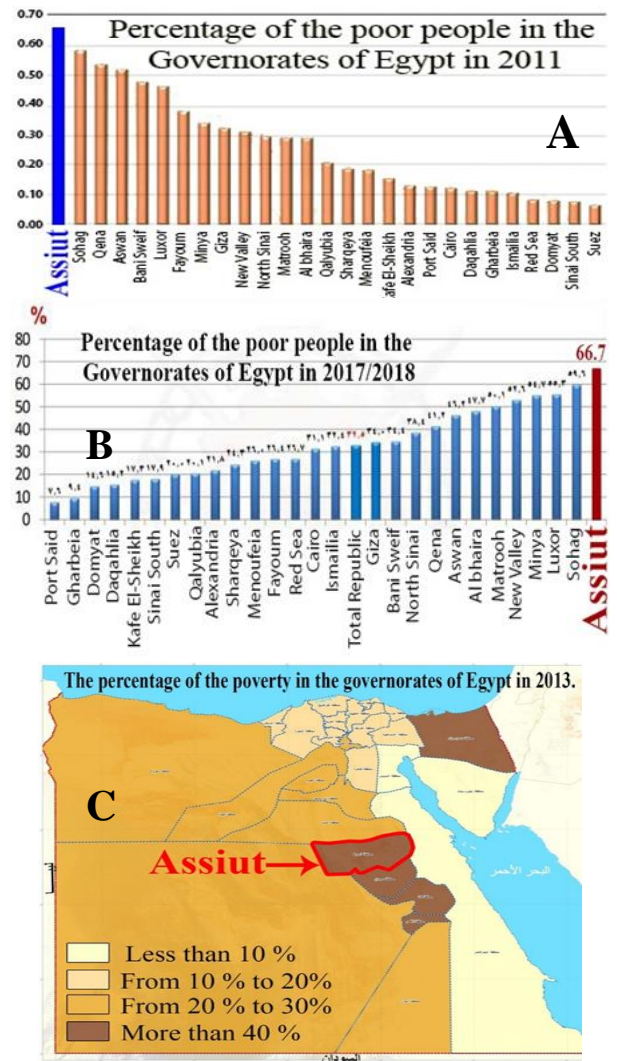 0.70
0.60
0.50
0.40
0.30
0.20
0.10
0.00
Percentage of the poor people in the
Governorates of Egypt in 2011
A
Assiut
Sohag
Qena
Aswan
Bani Sweif
Luxor
Fayoum
Minya
Giza
New Valley
North Sinai
Matrooh
Al bhaira
Qalyubia
Sharqeya
Menoufeia
afe El-Sheikh
Alexandria
Port Said
Cairo
Daqahlia
Gharbeia
Ismailia
Red Sea
Domyat
Sinai South
Suez
%
80
70
60
50
40
30
20
10
0
Percentage of the poor people in the
Governorates of Egypt in 2017/2018
B
66.7
Port Said
Gharbeia
Domyat
Daqahlia
Kafe El-Sheikh
Sinai South
Suez
Qalyubia
Alexandria
Sharqeya
Menoufeia
Fayoum
Red Sea
Cairo
Ismailia
Total Republic
Giza
Bani Sweif
North Sinai
Qena
Aswan
Al bhaira
Matrooh
New Valley
Minya
Luxor
Sohag
Assiut
The percentage of the poverty in the governorates of Egypt in 2013.
C
Assiut
البحر الأحمر
Less than 10 %
From 10 % to 20%
From 20 % to 30%
More than 40 %
السودان